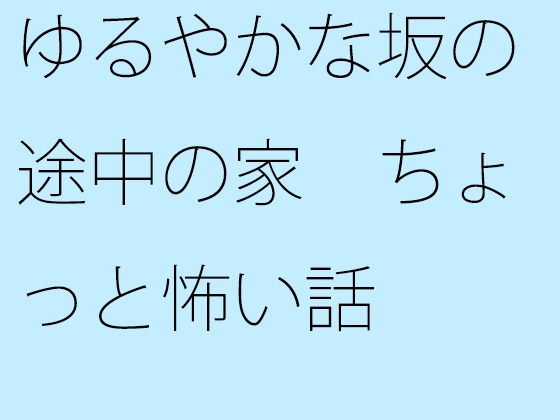 ゆるやかな坂の
途中の家　ちょ
っと怖い話